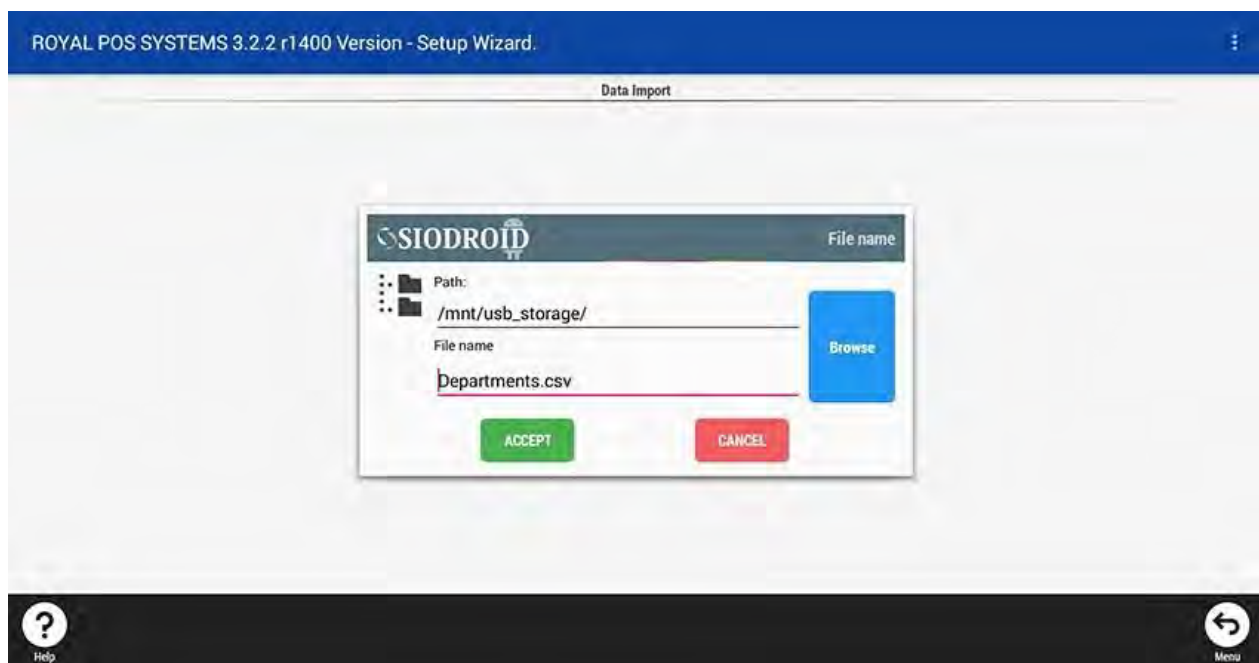 ROYAL POS SYSTEMS 3.2.2 r1400 Version - Setup Wizard.
Data Import
SIODROID
File name
Path:
/mnt/usb_storage/
File name
Departments.csv
Browse
ACCEPT
CANCEL
?
Help
Menu